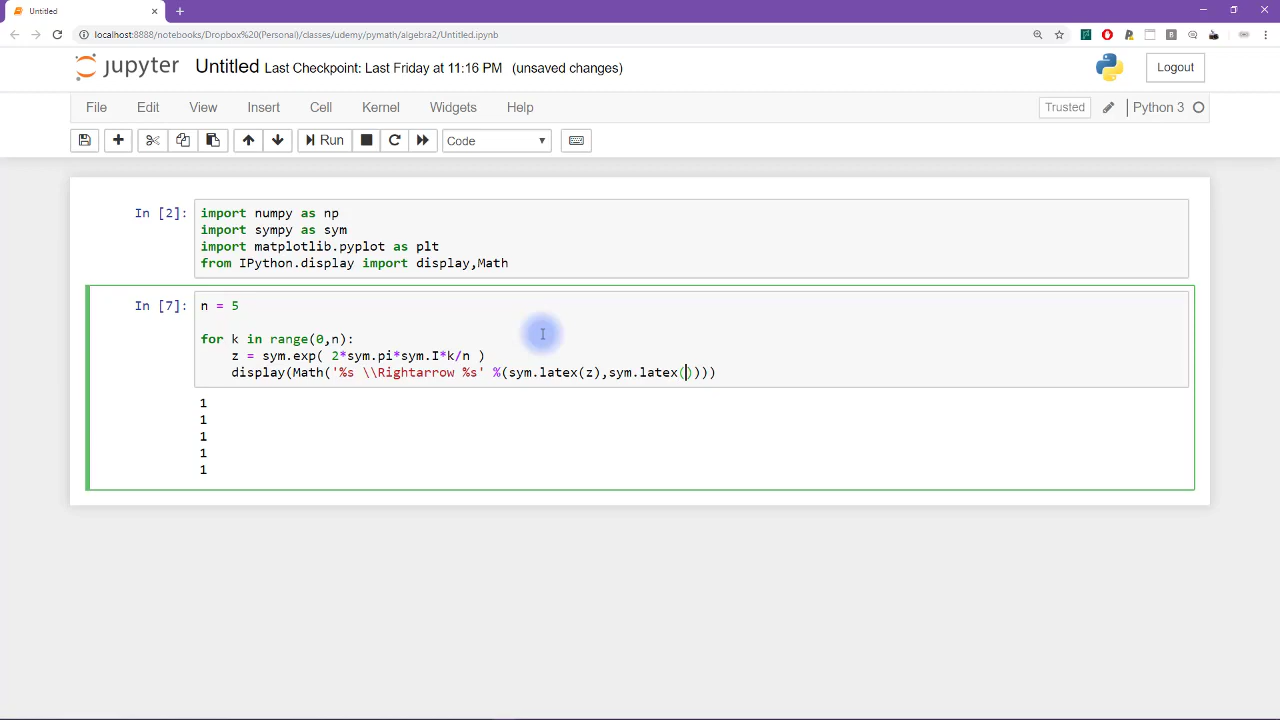 Untitled
localhost:8888/notebooks/Dropbox%20(Personal)/classes/udemy/pymath/algebra2/Untitled.ipynb
jupyter Untitled Last Checkpoint: Last Friday at 11:16 PM (unsaved changes) Logout
File Edit View Insert Cell Kernel Widgets Help Trusted Python 3
Run Code
In [2]: import numpy as np
import sympy as sym
import matplotlib.pyplot as plt
from IPython.display import display,Math
In [7]: n = 5
for k in range(0,n):
z = sym.exp( 2*sym.pi*sym.I*k/n )
display(Math('%s \\Rightarrow %s' %(sym.latex(z),sym.latex())))
1
1
1
1
1